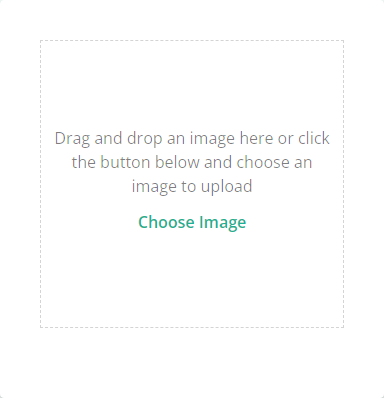 Drag and drop an image here or click
the button below and choose an
image to upload
Choose Image